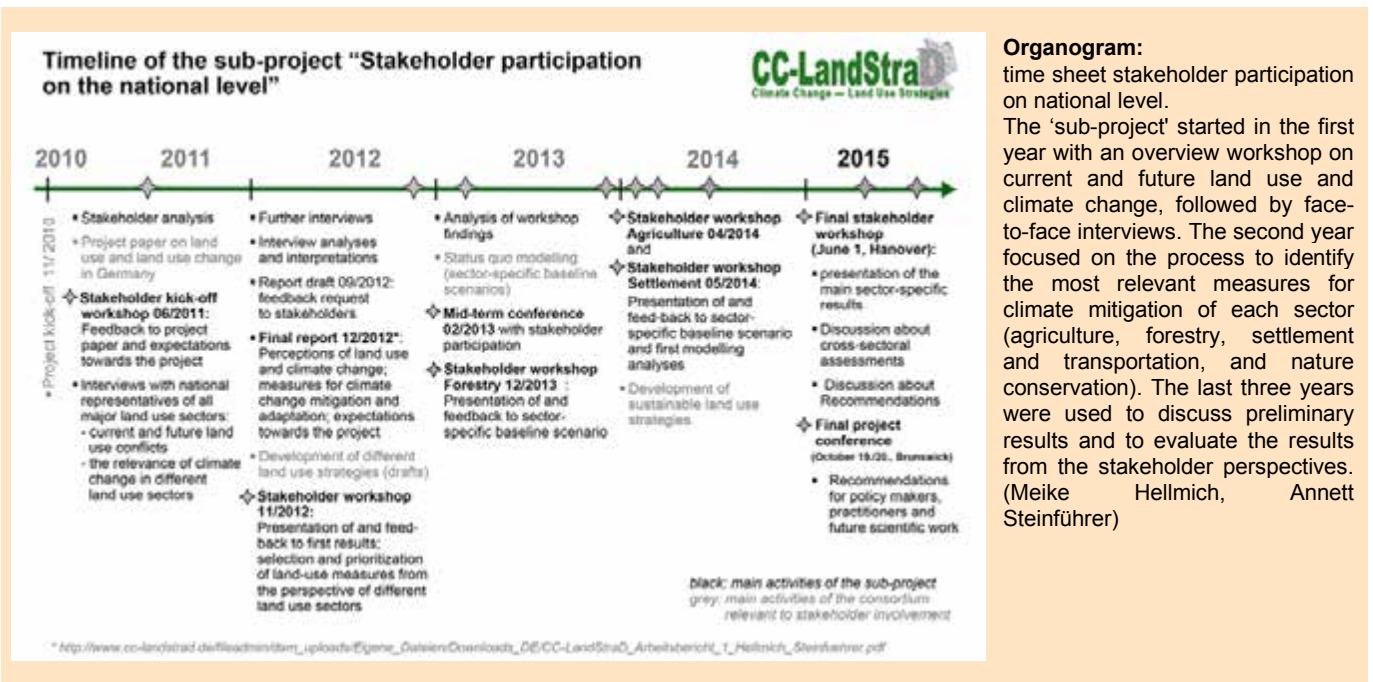 Timeline of the sub-project “Stakeholder participation
on the national level”
CC-LandStraD
Climate Change — Land Use Strategies
2010 2011 2012 2013 2014 2015
• Project kick-off 11/2010
▪ Stakeholder analysis
▪ Project paper on land
use and land use change
in Germany
Stakeholder kick-off
workshop 06/2011:
Feedback to project
paper and expectations
towards the project
▪ Interviews with national
representatives of all
major land use sectors:
- current and future land
use conflicts
- the relevance of climate
change in different
land use sectors
▪ Further interviews
▪ Interview analyses
and interpretations
▪ Report draft 09/2012:
feedback request
to stakeholders
▪ Final report 12/2012*:
Perceptions of land use
and climate change;
measures for climate
change mitigation and
adaptation; expectations
towards the project
▪ Development of different
land use strategies (drafts)
Stakeholder workshop
11/2012:
Presentation of and feed-
back to first results;
selection and prioritization
of land-use measures from
the perspective of different
land use sectors
▪ Analysis of workshop
findings
▪ Status quo modelling
(sector-specific baseline
scenarios)
Mid-term conference
02/2013 with stakeholder
participation
Stakeholder workshop
Forestry 12/2013 :
Presentation of and
feedback to sector-
specific baseline scenario
Stakeholder workshop
Agriculture 04/2014
and
Stakeholder workshop
Settlement 05/2014:
Presentation of and
feed-back to sector-
specific baseline scenario
and first modelling
analyses
▪ Development of
sustainable land use
strategies
Final stakeholder
workshop
(June 1, Hanover):
▪ presentation of the
main sector-specific
results
▪ Discussion about
cross-sectoral
assessments
▪ Discussion about
Recommendations
Final project
conference
(October 19./20., Brunswick)
▪ Recommendations
for policy makers,
practitioners and
future scientific work
black: main activities of the sub-project
grey: main activities of the consortium
relevant to stakeholder involvement
* http://www.cc-landstrad.de/fileadmin/dam_uploads/Eigene_Dateien/Downloads_DE/CC-LandStraD_Arbeitsbericht_1_Hellmich_Steinfuehrer.pdf
Organogram:
time sheet stakeholder participation
on national level.
The ‘sub-project' started in the first
year with an overview workshop on
current and future land use and
climate change, followed by face-
to-face interviews. The second year
focused on the process to identify
the most relevant measures for
climate mitigation of each sector
(agriculture, forestry, settlement
and transportation, and nature
conservation). The last three years
were used to discuss preliminary
results and to evaluate the results
from the stakeholder perspectives.
(Meike Hellmich, Annett
Steinführer)